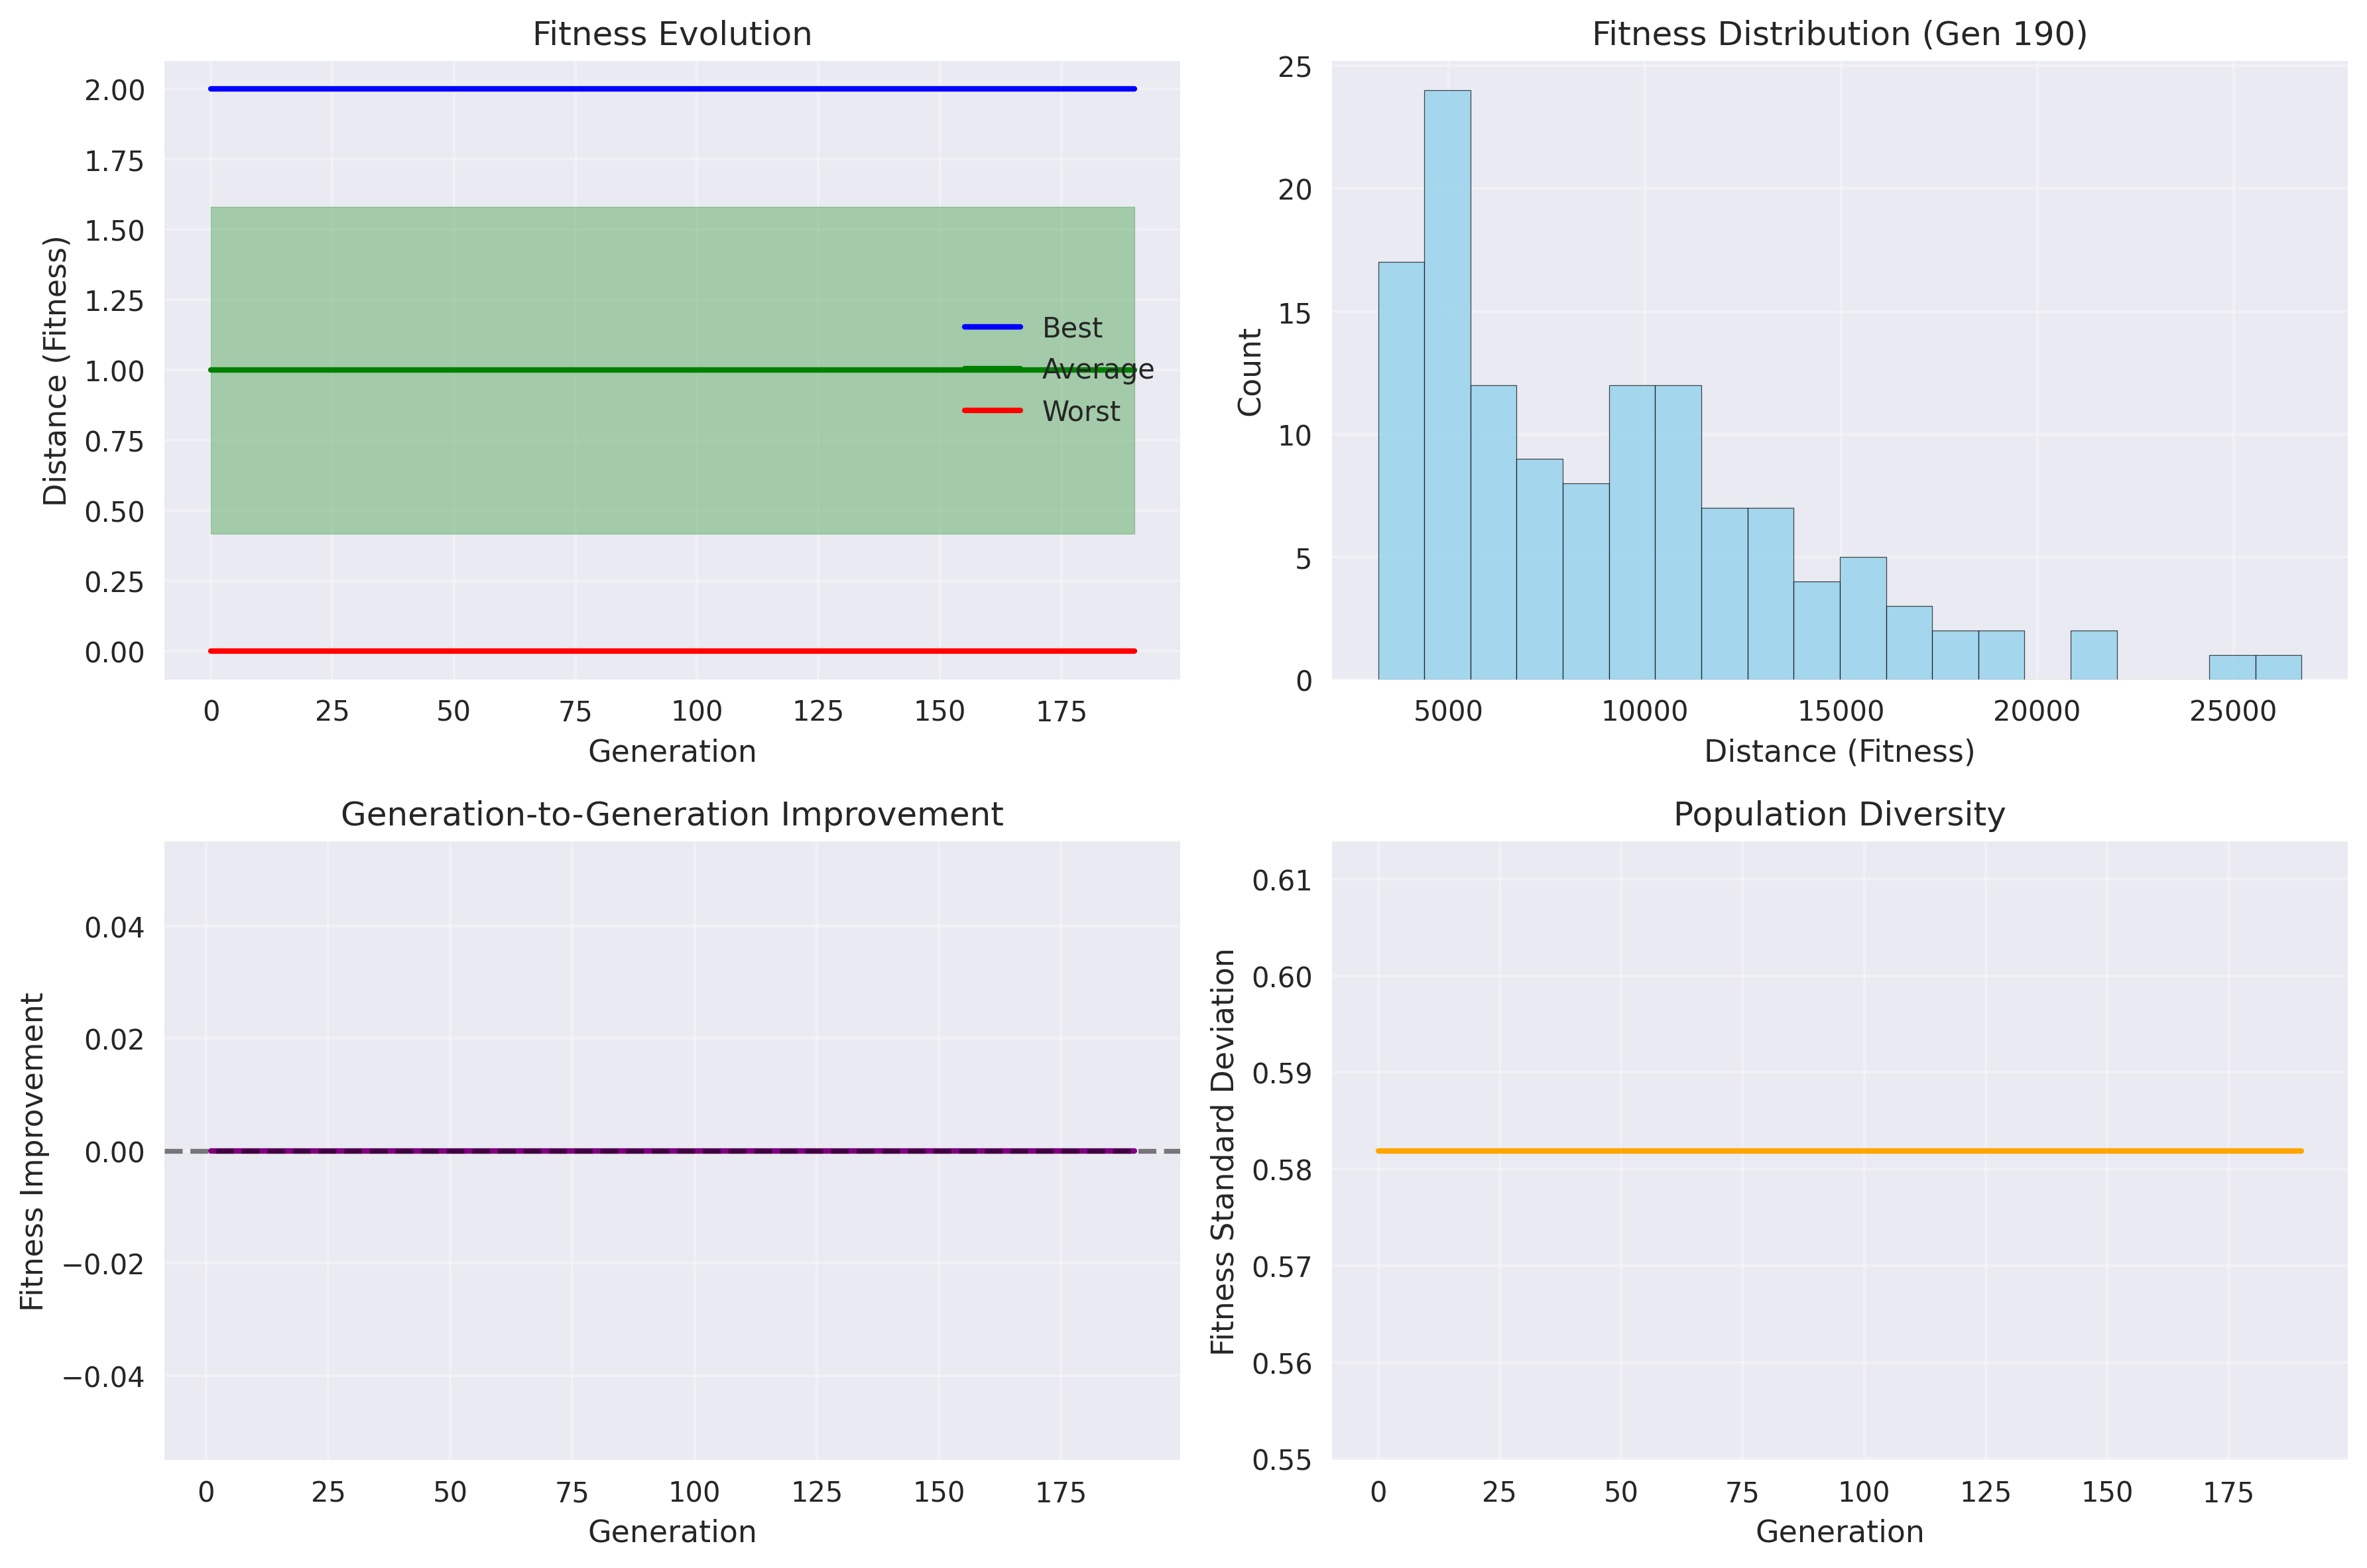 Fitness Evolution
2.00
1.75
1.50
1.25
1.00
0.75
0.50
0.25
0.00
Distance (Fitness)
Best
Average
Worst
0 25 50 75 100 125 150 175
Generation
Fitness Distribution (Gen 190)
25
20
15
10
5
0
Count
5000 10000 15000 20000 25000
Distance (Fitness)
Generation-to-Generation Improvement
0.04
0.02
0.00
−0.02
−0.04
Fitness Improvement
0 25 50 75 100 125 150 175
Generation
Population Diversity
0.61
0.60
0.59
0.58
0.57
0.56
0.55
Fitness Standard Deviation
0 25 50 75 100 125 150 175
Generation